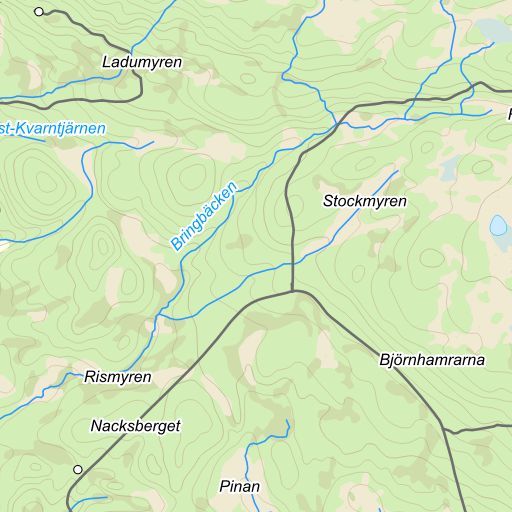 Ladumyren
st-Kvarntjärnen
Bringbäcken
Stockmyren
Björnhamrarna
Rismyren
Nacksberget
Pinan